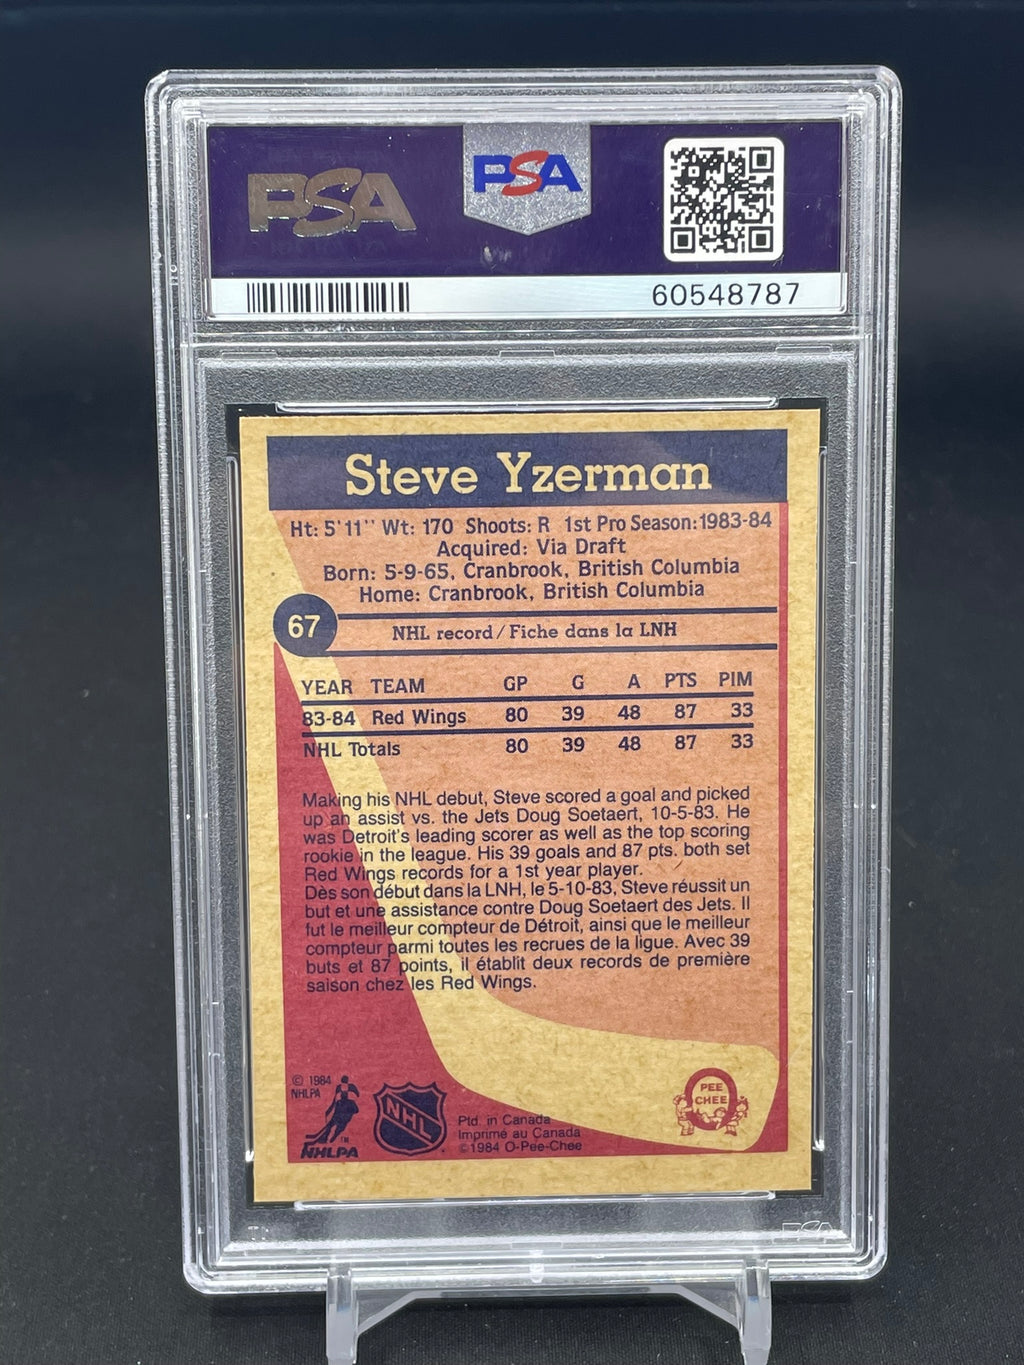 PSA PSA
60548787
Steve Yzerman
Ht: 5'11" Wt: 170 Shoots: R 1st Pro Season: 1983-84
Acquired: Via Draft
Born: 5-9-65, Cranbrook, British Columbia
Home: Cranbrook, British Columbia
67 NHL record / Fiche dans la LNH
YEAR TEAM GP G A PTS PIM
83-84 Red Wings 80 39 48 87 33
NHL Totals 80 39 48 87 33
Making his NHL debut, Steve scored a goal and picked
up an assist vs. the Jets Doug Soetaert, 10-5-83. He
was Detroit's leading scorer as well as the top scoring
rookie in the league. His 39 goals and 87 pts. both set
Red Wings records for a 1st year player.
Dès son début dans la LNH, le 5-10-83, Steve réussit un
but et une assistance contre Doug Soetaert des Jets. Il
fut le meilleur compteur de Détroit, ainsi que le meilleur
compteur parmi toutes les recrues de la ligue. Avec 39
buts et 87 points, il établit deux records de première
saison chez les Red Wings.
© 1984
NHLPA
TM
NHLPA
NHL
Ptd. in Canada
Imprimé au Canada
©1984 O-Pee-Chee
PEE
CHEE
PSA